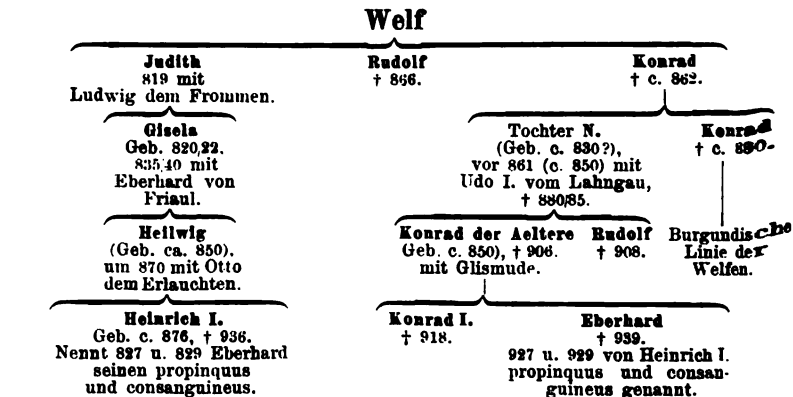 Welf
Judith
819 mit
Ludwig dem Frommen.
Rudolf
† 866.
Konrad
† c. 862.
Gisela
Geb. 820/22.
835/40 mit
Eberhard von
Friaul.
Tochter N.
(Geb. c. 830?),
vor 861 (c. 850) mit
Udo I. vom Lahngau,
† 880/85.
Konrad
† c. 880.
Heilwig
(Geb. ca. 850).
um 870 mit Otto
dem Erlauchten.
Konrad der Aeltere
Geb. c. 850), † 906.
mit Glismude.
Rudolf
† 908.
Burgundische
Linie der
Welfen.
Heinrich I.
Geb. c. 876, † 936.
Nennt 827 u. 829 Eberhard
seinen propinquus
und consanguineus.
Konrad I.
† 918.
Eberhard
† 939.
927 u. 929 von Heinrich I.
propinquus und consan-
guineus genannt.